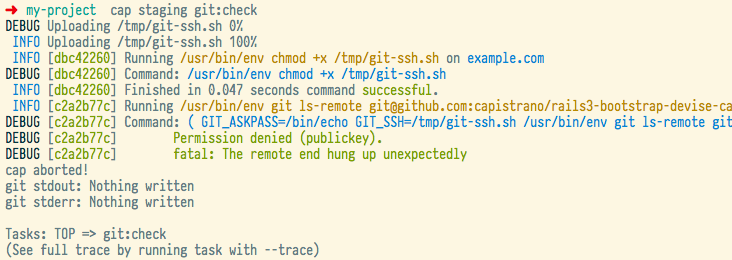 ➜ my-project cap staging git:check
DEBUG Uploading /tmp/git-ssh.sh 0%
INFO Uploading /tmp/git-ssh.sh 100%
INFO [dbc42260] Running /usr/bin/env chmod +x /tmp/git-ssh.sh on example.com
DEBUG [dbc42260] Command: /usr/bin/env chmod +x /tmp/git-ssh.sh
INFO [dbc42260] Finished in 0.047 seconds command successful.
INFO [c2a2b77c] Running /usr/bin/env git ls-remote git@github.com:capistrano/rails3-bootstrap-devise-ca
DEBUG [c2a2b77c] Command: ( GIT_ASKPASS=/bin/echo GIT_SSH=/tmp/git-ssh.sh /usr/bin/env git ls-remote git
DEBUG [c2a2b77c] Permission denied (publickey).
DEBUG [c2a2b77c] fatal: The remote end hung up unexpectedly
cap aborted!
git stdout: Nothing written
git stderr: Nothing written
Tasks: TOP => git:check
(See full trace by running task with --trace)